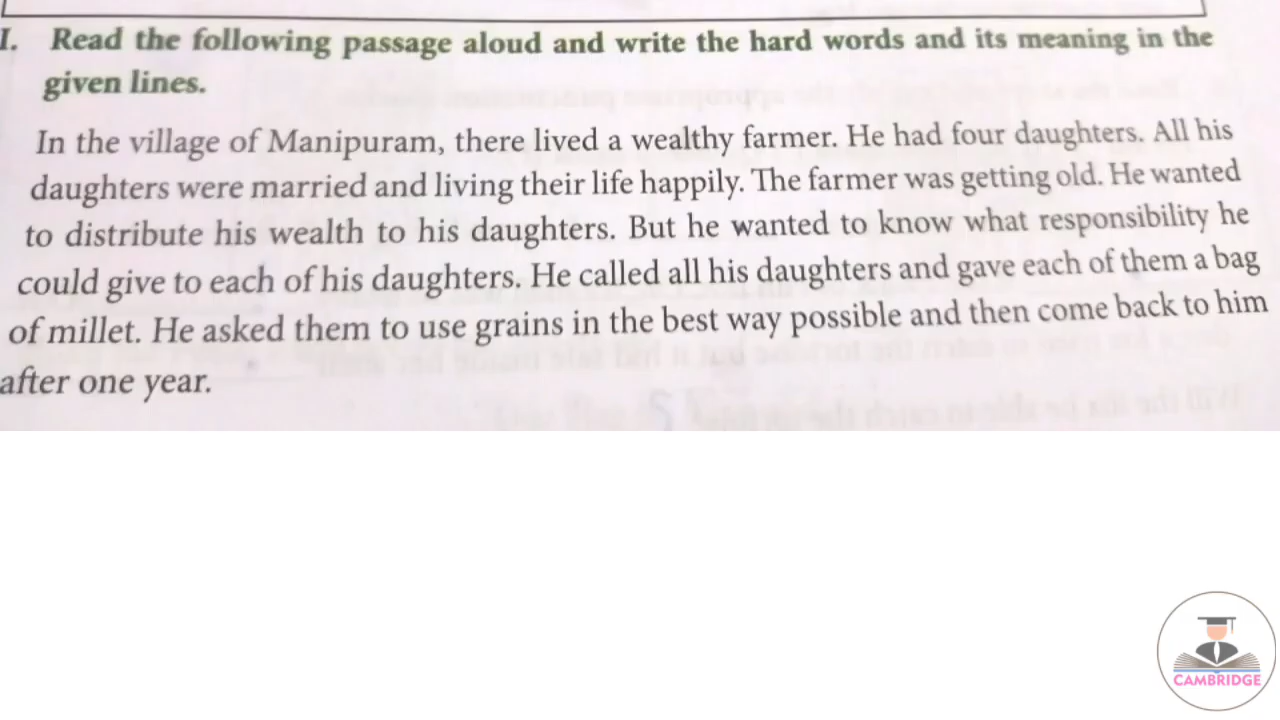 I. Read the following passage aloud and write the hard words and its meaning in the
given lines.
In the village of Manipuram, there lived a wealthy farmer. He had four daughters. All his
daughters were married and living their life happily. The farmer was getting old. He wanted
to distribute his wealth to his daughters. But he wanted to know what responsibility he
could give to each of his daughters. He called all his daughters and gave each of them a bag
of millet. He asked them to use grains in the best way possible and then come back to him
after one year.
CAMBRIDGE